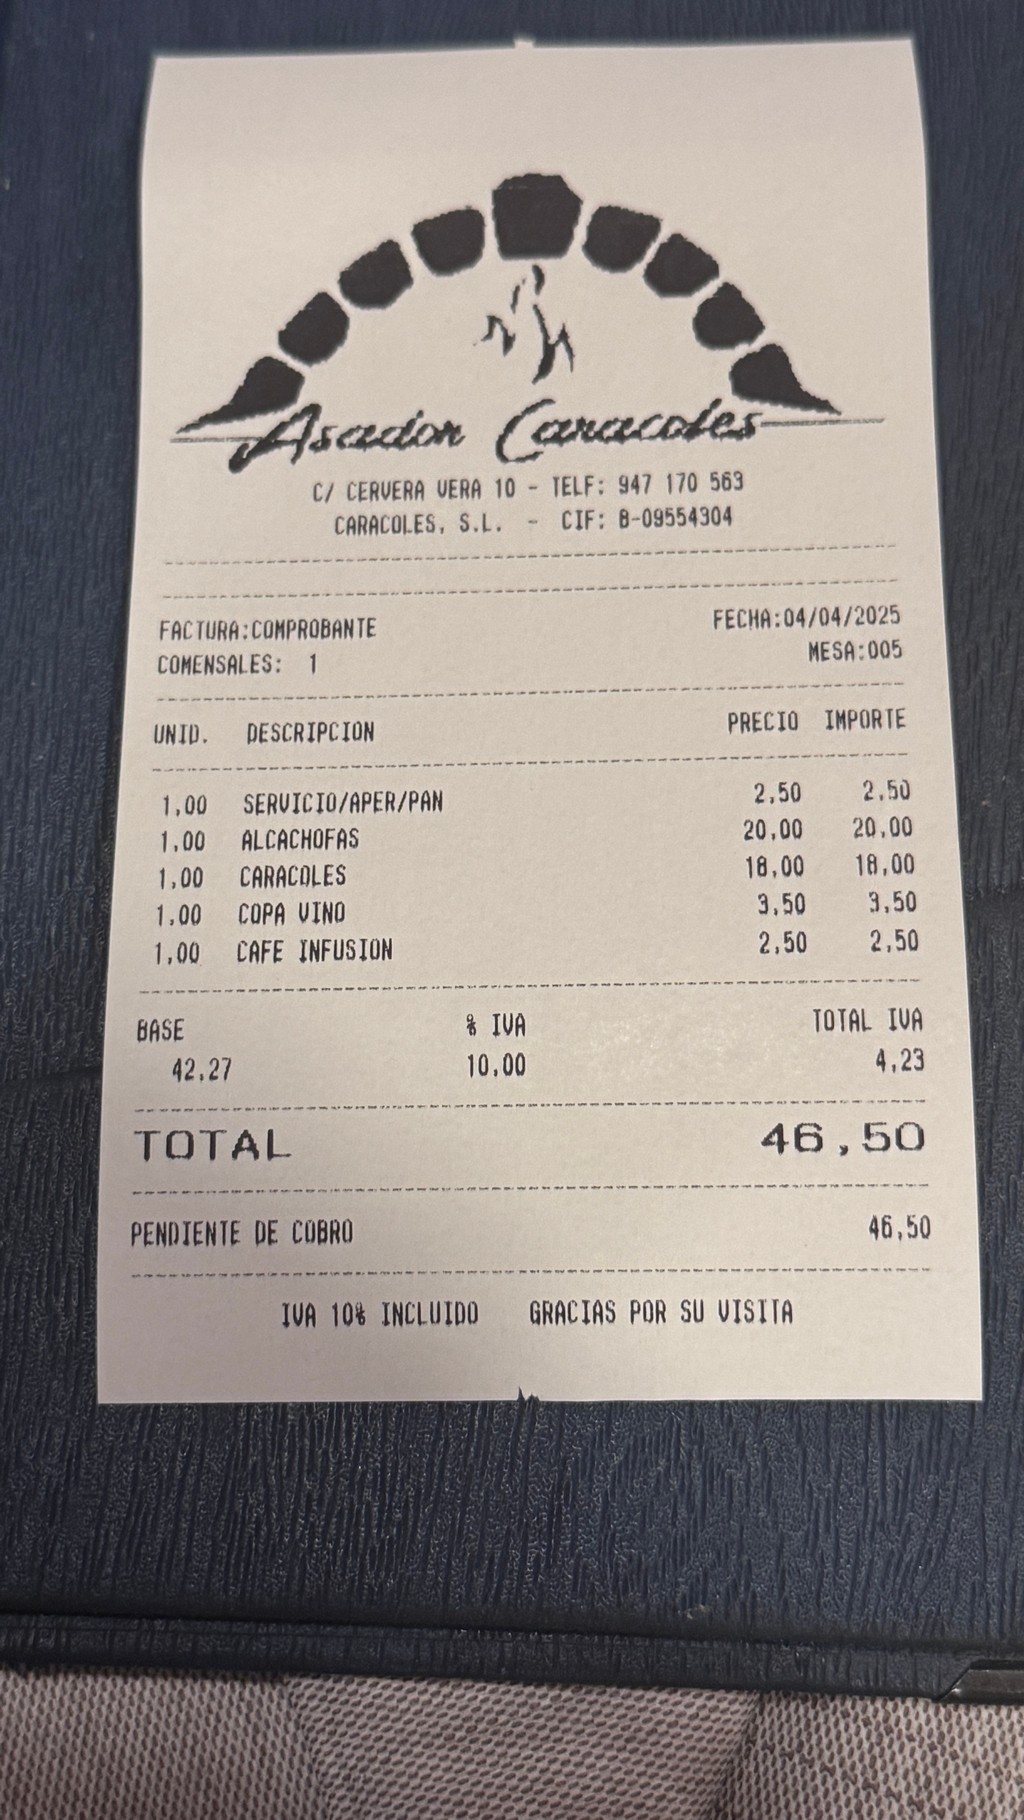 Asador Caracoles
C/ CERVERA VERA 10 - TELF: 947 170 563
CARACOLES, S.L. - CIF: B-09554304
FACTURA:COMPROBANTE FECHA:04/04/2025
COMENSALES: 1 MESA:005
UNID. DESCRIPCION PRECIO IMPORTE
1,00 SERVICIO/APER/PAN 2,50 2,50
1,00 ALCACHOFAS 20,00 20,00
1,00 CARACOLES 18,00 18,00
1,00 COPA VINO 3,50 3,50
1,00 CAFE INFUSION 2,50 2,50
BASE % IVA TOTAL IVA
42,27 10,00 4,23
TOTAL 46,50
PENDIENTE DE COBRO 46,50
IVA 10% INCLUIDO GRACIAS POR SU VISITA